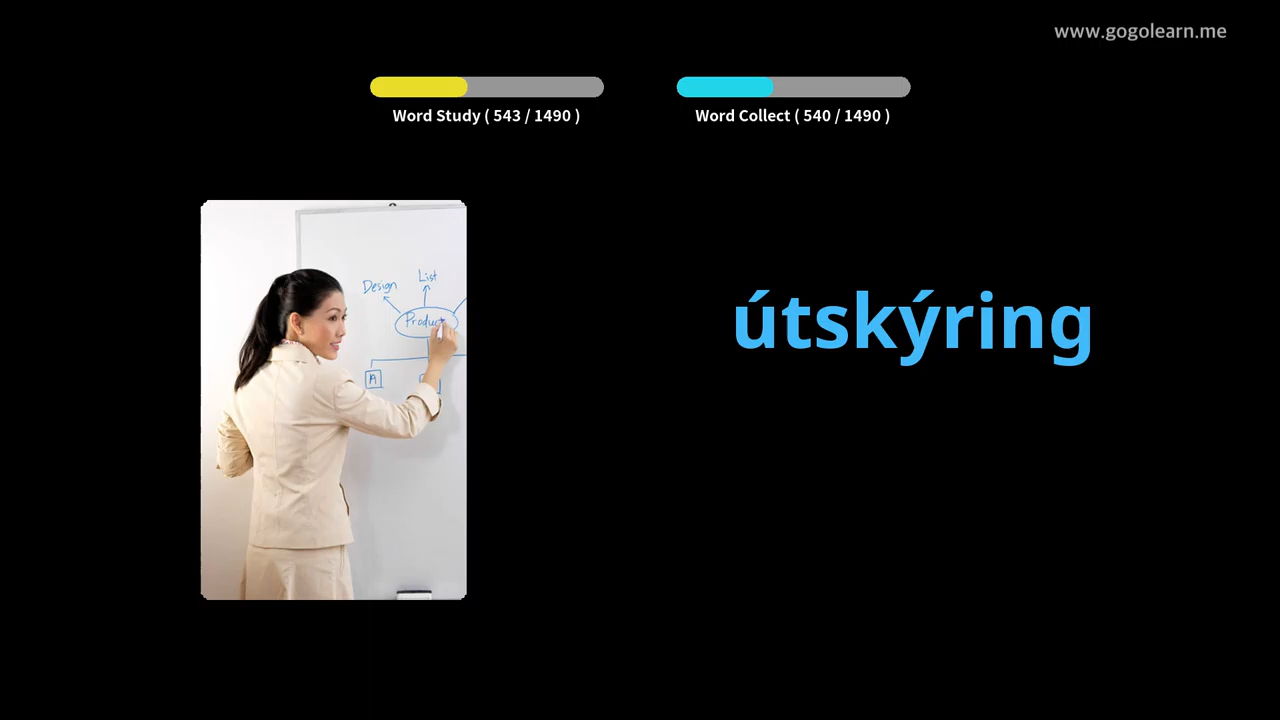 www.gogolearn.me
Word Study ( 543 / 1490 )
Word Collect ( 540 / 1490 )
útskýring
List
Design
Product
A